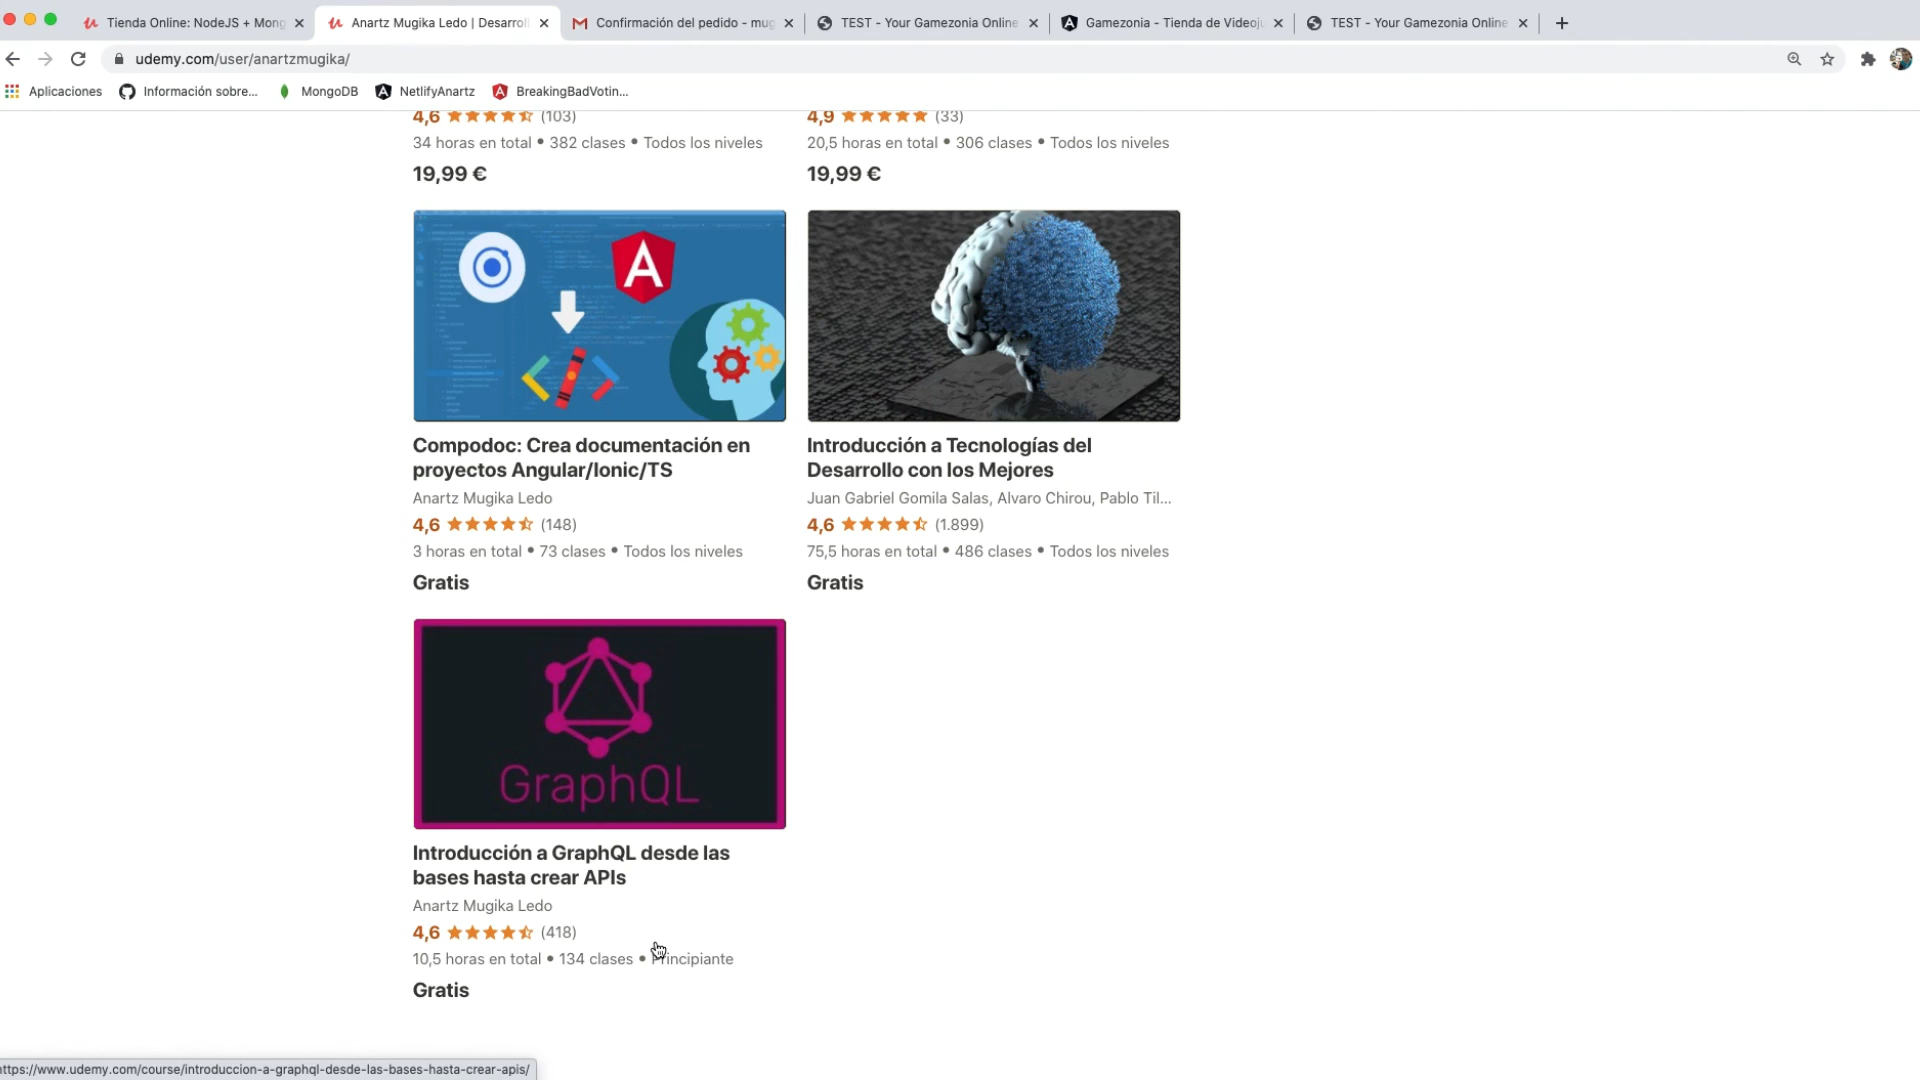 Tienda Online: NodeJS + Mong
Anartz Mugika Ledo | Desarroll
Confirmación del pedido - mug
TEST - Your Gamezonia Online
Gamezonia - Tienda de Videoju
TEST - Your Gamezonia Online
udemy.com/user/anartzmugika/
Aplicaciones
Información sobre...
MongoDB
NetlifyAnartz
BreakingBadVotin...
4,6 (103)
34 horas en total • 382 clases • Todos los niveles
19,99 €
4,9 (33)
20,5 horas en total • 306 clases • Todos los niveles
19,99 €
Compodoc: Crea documentación en
proyectos Angular/Ionic/TS
Anartz Mugika Ledo
4,6 (148)
3 horas en total • 73 clases • Todos los niveles
Gratis
Introducción a Tecnologías del
Desarrollo con los Mejores
Juan Gabriel Gomila Salas, Alvaro Chirou, Pablo Til...
4,6 (1.899)
75,5 horas en total • 486 clases • Todos los niveles
Gratis
GraphQL
Introducción a GraphQL desde las
bases hasta crear APIs
Anartz Mugika Ledo
4,6 (418)
10,5 horas en total • 134 clases • Principiante
Gratis
https://www.udemy.com/course/introduccion-a-graphql-desde-las-bases-hasta-crear-apis/